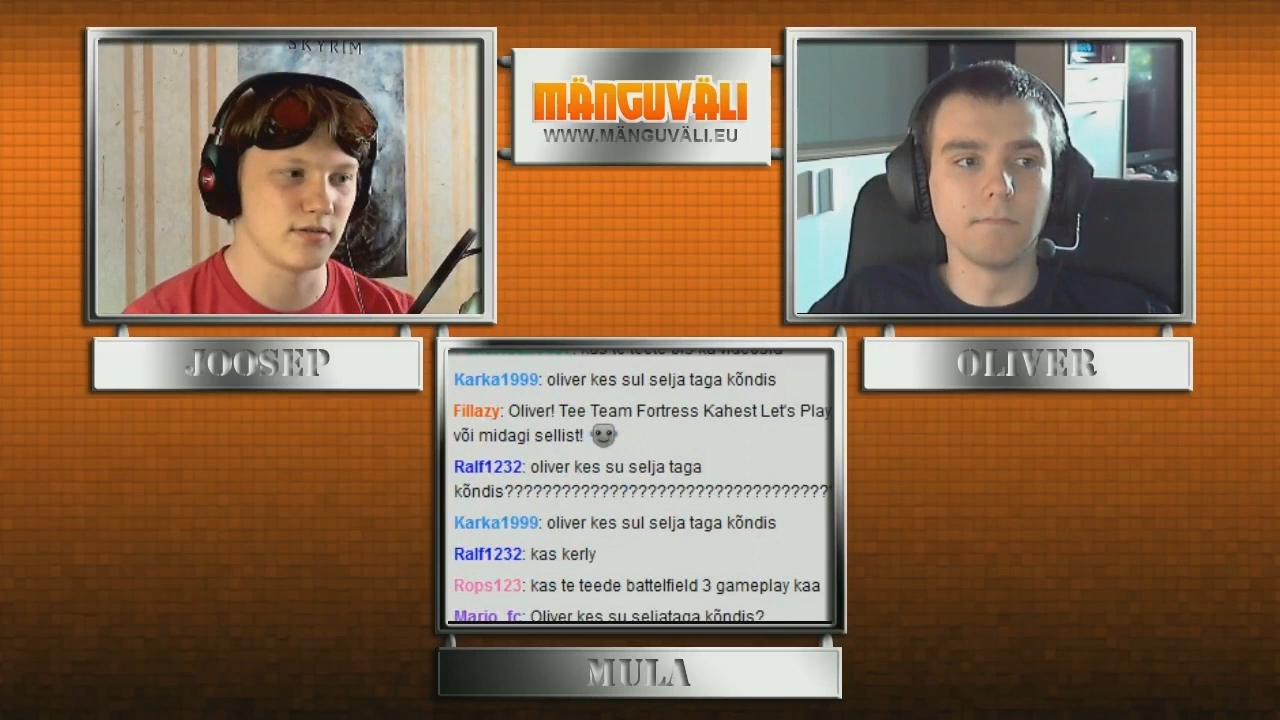 SKYRIM
MÄNGUVÄLI
WWW.MÄNGUVÄLI.EU
JOOSEP
OLIVER
kas te teete
Karka1999: oliver kes sul selja taga kõndis
Fillazy: Oliver! Tee Team Fortress Kahest Let's Play
või midagi sellist!
Ralf1232: oliver kes su selja taga
kõndis??????????????????????????????????
Karka1999: oliver kes sul selja taga kõndis
Ralf1232: kas kerly
Rops123: kas te teede battelfield 3 gameplay kaa
Mario_fc: Oliver kes su seljataga kõndis?
MULA